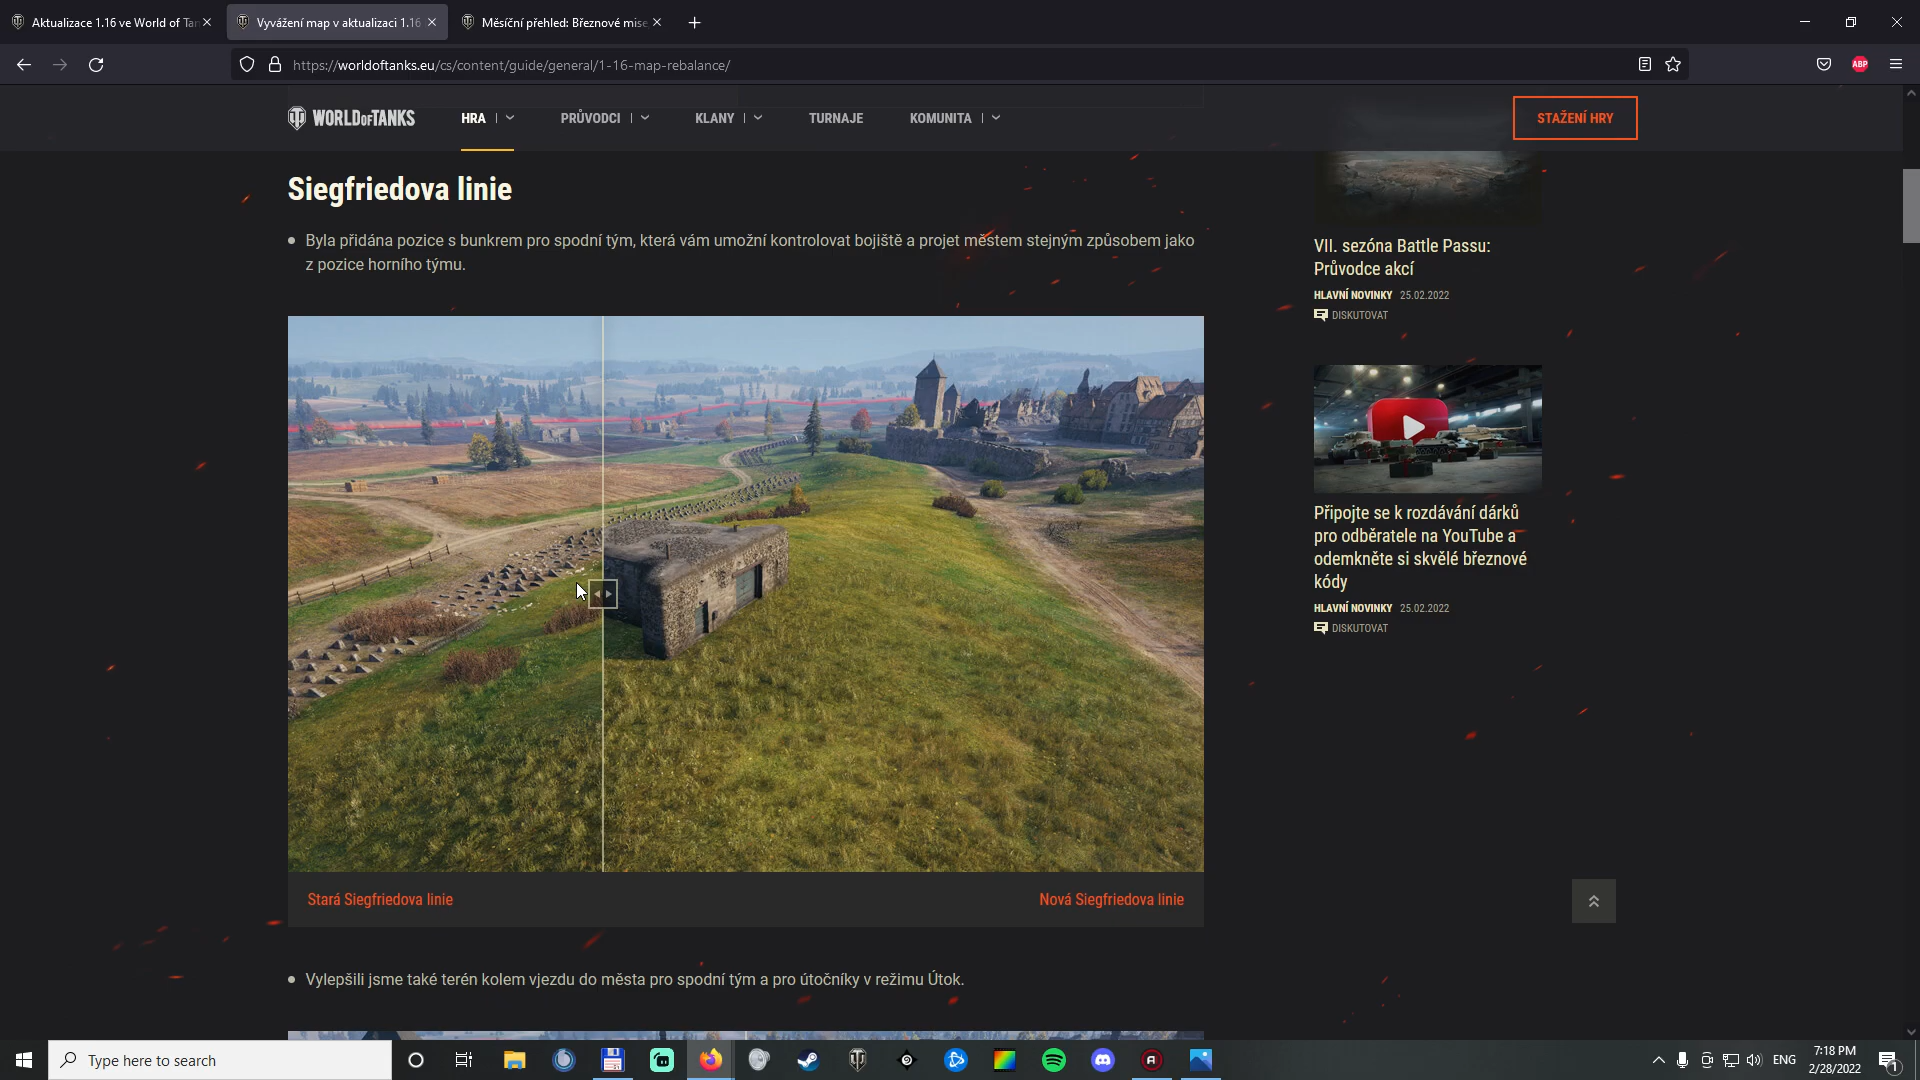 Aktualizace 1.16 ve World of Tan
Vyvážení map v aktualizaci 1.16
Měsíční přehled: Březnové mise,
https://worldoftanks.eu/cs/content/guide/general/1-16-map-rebalance/
ABP
WORLD OF TANKS
HRA
PRŮVODCI
KLANY
TURNAJE
KOMUNITA
STAŽENÍ HRY
Siegfriedova linie
Byla přidána pozice s bunkrem pro spodní tým, která vám umožní kontrolovat bojiště a projet městem stejným způsobem jako
z pozice horního týmu.
Stará Siegfriedova linie
Nová Siegfriedova linie
Vylepšili jsme také terén kolem vjezdu do města pro spodní tým a pro útočníky v režimu Útok.
VII. sezóna Battle Passu:
Průvodce akcí
HLAVNÍ NOVINKY 25.02.2022
DISKUTOVAT
Připojte se k rozdávání dárků
pro odběratele na YouTube a
odemkněte si skvělé březnové
kódy
HLAVNÍ NOVINKY 25.02.2022
DISKUTOVAT
Type here to search
ENG
7:18 PM
2/28/2022
1